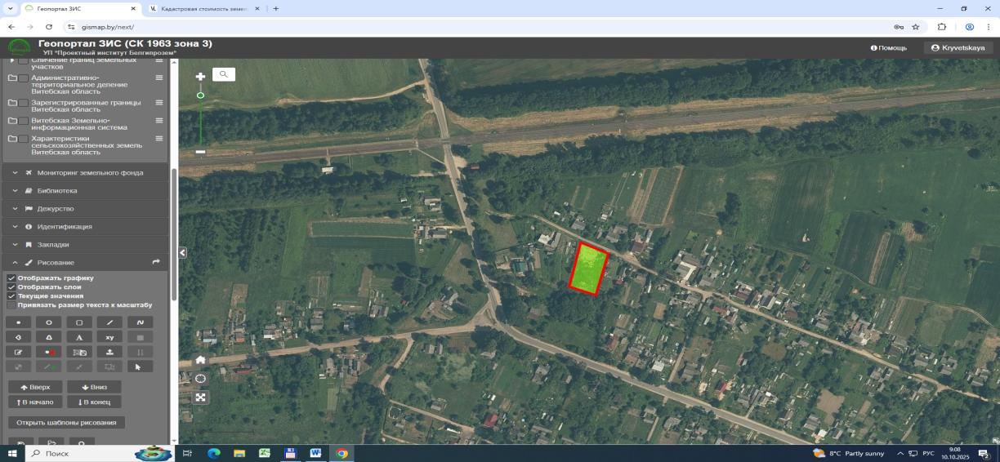 Геопортал ЗИС
Кадастровая стоимость земе
gismap.by/next/
Геопортал ЗИС (СК 1963 зона 3)
УП "Проектный институт Белгипрозем"
Помощь
Kryvetskaya
Сличение границ земельных
участков
Административно-
территориальное деление
Витебская область
Зарегистрированные границы
Витебская область
Витебская Земельно-
информационная система
Характеристики
сельскохозяйственных земель
Витебская область
Мониторинг земельного фонда
Библиотека
Дежурство
Идентификация
Закладки
Рисование
Отображать графику
Отображать слои
Текущие значения
Привязать размер текста к масштабу
A
xy
Вверх
Вниз
В начало
В конец
Открыть шаблоны рисования
Поиск
8°C Partly sunny
РУС
9:08
10.10.2025
2